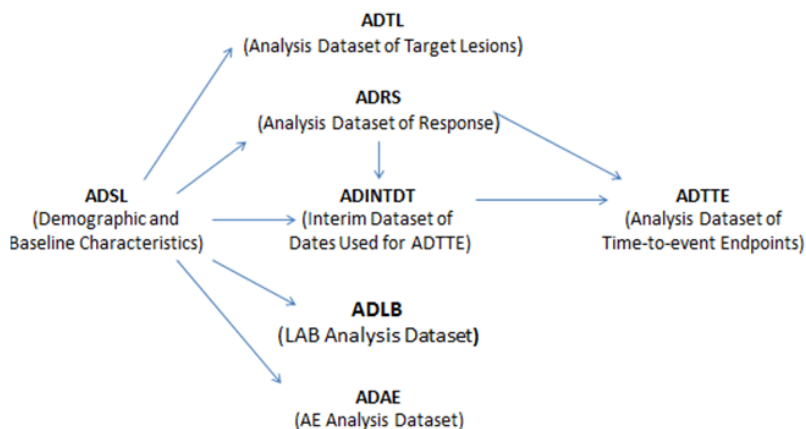 ADTL
(Analysis Dataset of Target Lesions)
ADRS
(Analysis Dataset of Response)
ADSL
(Demographic and
Baseline Characteristics)
ADINTDT
(Interim Dataset of
Dates Used for ADTTE)
ADTTE
(Analysis Dataset of
Time-to-event Endpoints)
ADLB
(LAB Analysis Dataset)
ADAE
(AE Analysis Dataset)